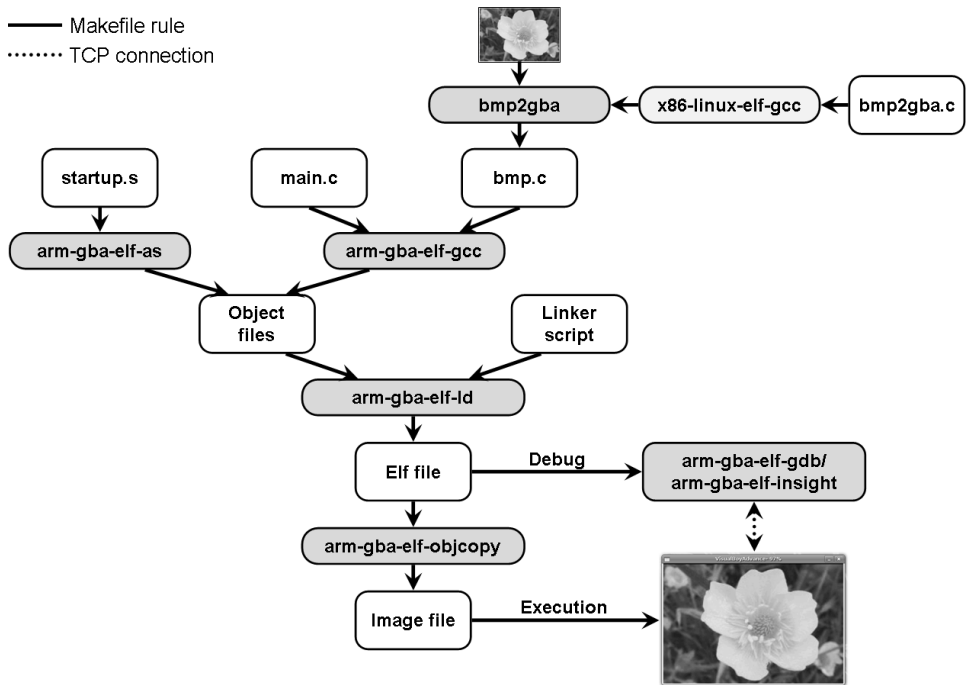 Makefile rule
TCP connection
bmp2gba
x86-linux-elf-gcc
bmp2gba.c
startup.s
main.c
bmp.c
arm-gba-elf-as
arm-gba-elf-gcc
Object
files
Linker
script
arm-gba-elf-ld
Elf file
Debug
arm-gba-elf-gdb/
arm-gba-elf-insight
arm-gba-elf-objcopy
Image file
Execution